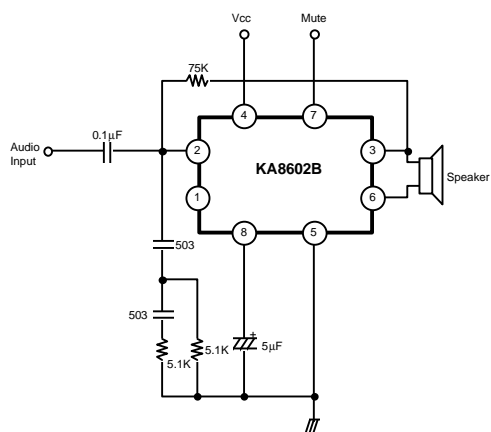 Vcc
Mute
75K
4
7
0.1μF
Audio
Input
2
3
KA8602B
Speaker
1
6
8
5
503
503
5.1K
5.1K
5μF
+